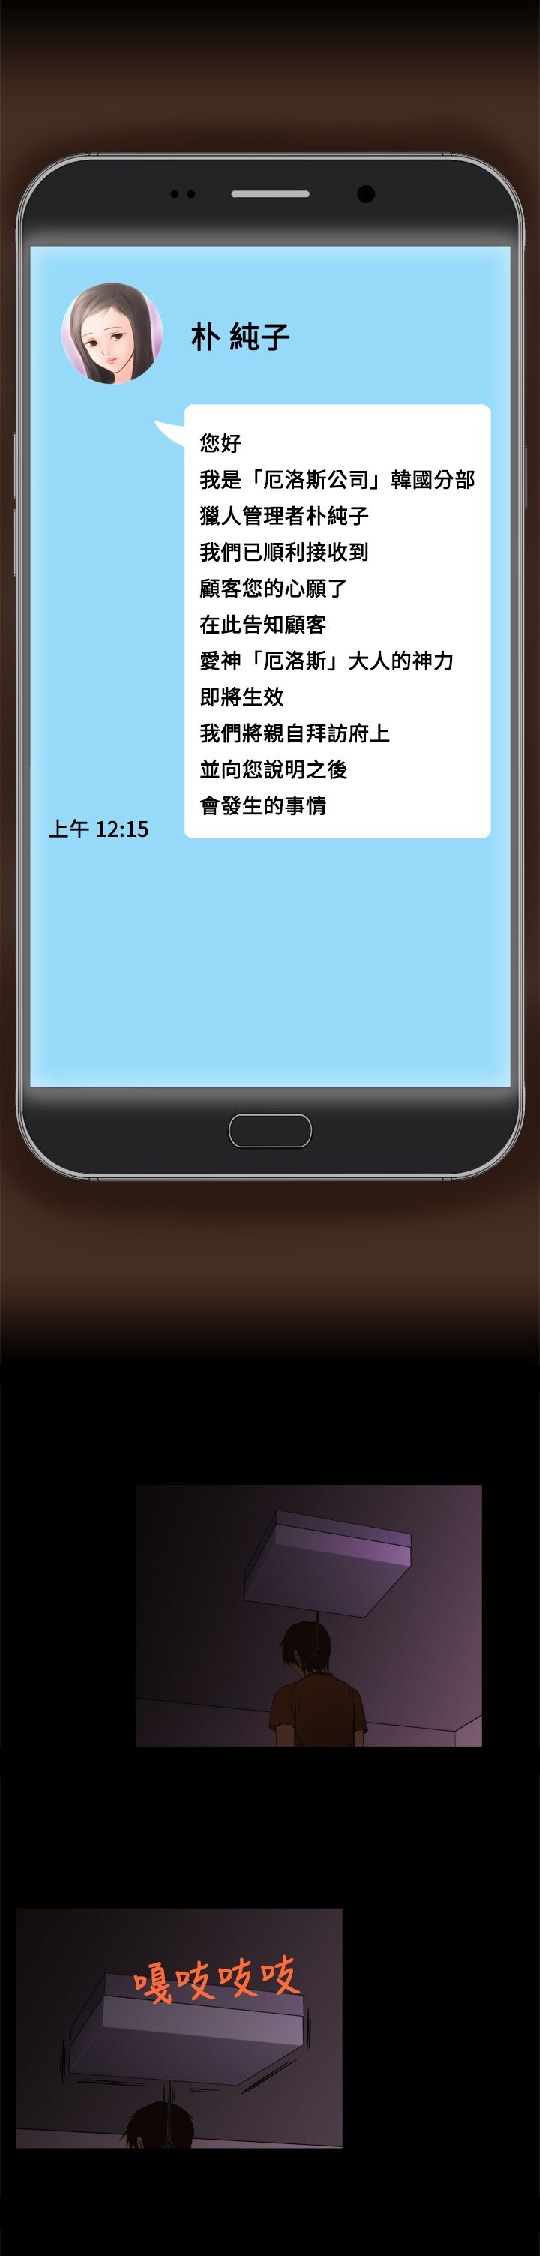 朴 純子
您好
我是「厄洛斯公司」韓國分部
獵人管理者朴純子
我們已順利接收到
顧客您的心願了
在此告知顧客
愛神「厄洛斯」大人的神力
即將生效
我們將親自拜訪府上
並向您說明之後
會發生的事情
上午 12:15
嘎吱吱吱